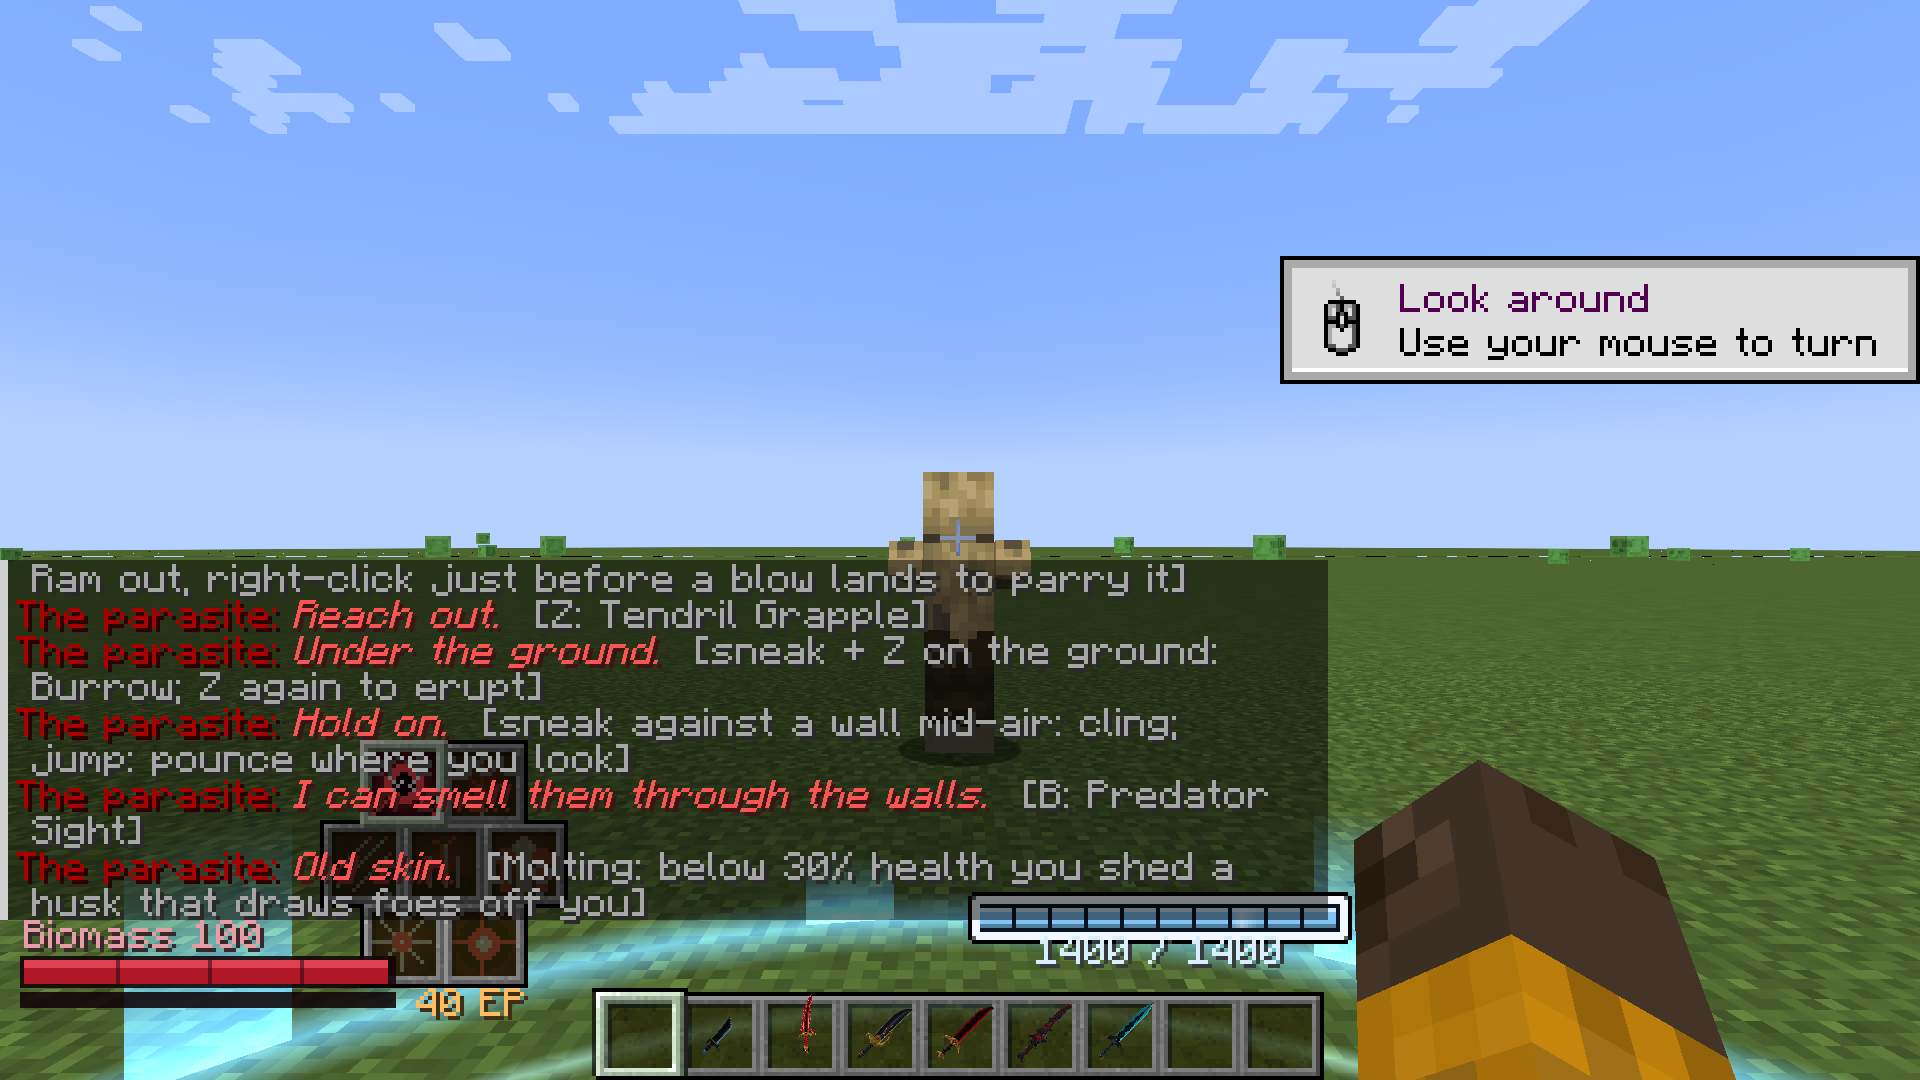 Look around
Use your mouse to turn
Ram out, right-click just before a blow lands to parry it]
The parasite: Reach out. [Z: Tendril Grapple]
The parasite: Under the ground. [sneak + Z on the ground:
Burrow; Z again to erupt]
The parasite: Hold on. [sneak against a wall mid-air: cling;
jump: pounce where you look]
The parasite: I can smell them through the walls. [B: Predator
Sight]
The parasite: Old skin. [Molting: below 30% health you shed a
husk that draws foes off you]
Biomass 100
1400 / 1400
40 EP